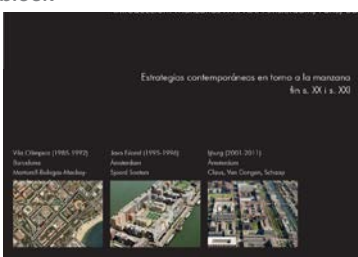 Estrategias contemporáneas en torno a la manzana
fin s. XX i s. XXI
Vila Olímpica (1985-1992)
Barcelona
Martorell-Bohigas-Mackay
Java Eiland (1995-1996)
Amsterdam
Sjoerd Soeters
Ijburg (2001-2011)
Amsterdam
Claus, Van Dongen, Schaap